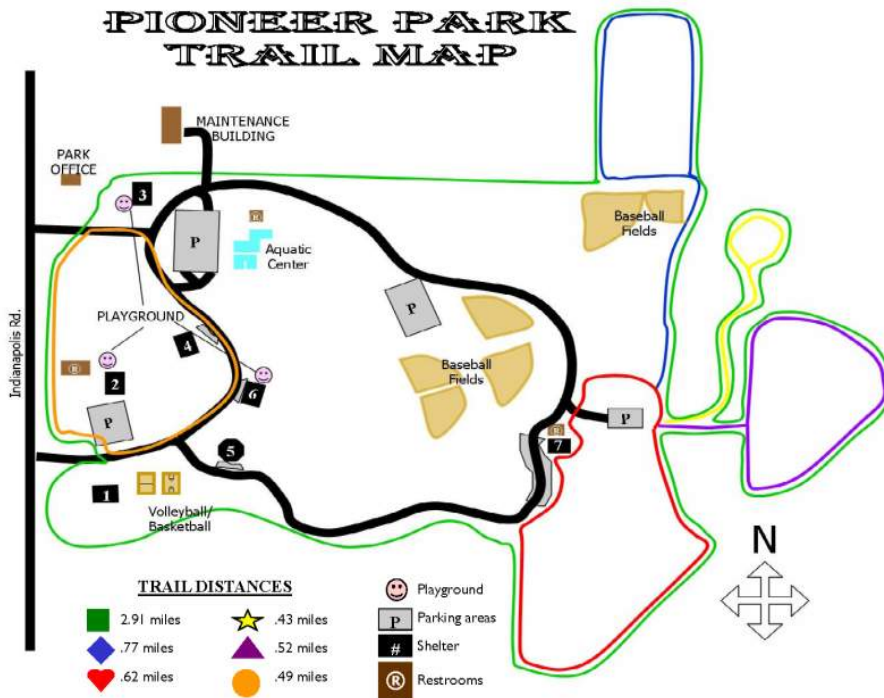 PIONEER PARK
TRAIL MAP
MAINTENANCE
BUILDING
PARK
OFFICE
3
P
R
Aquatic
Center
Baseball
Fields
Indianapolis Rd.
PLAYGROUND
P
4
R
2
6
Baseball
Fields
P
P
R
7
5
1
Volleyball/
Basketball
N
TRAIL DISTANCES
2.91 miles
.77 miles
.62 miles
.43 miles
.52 miles
.49 miles
Playground
P Parking areas
# Shelter
R Restrooms